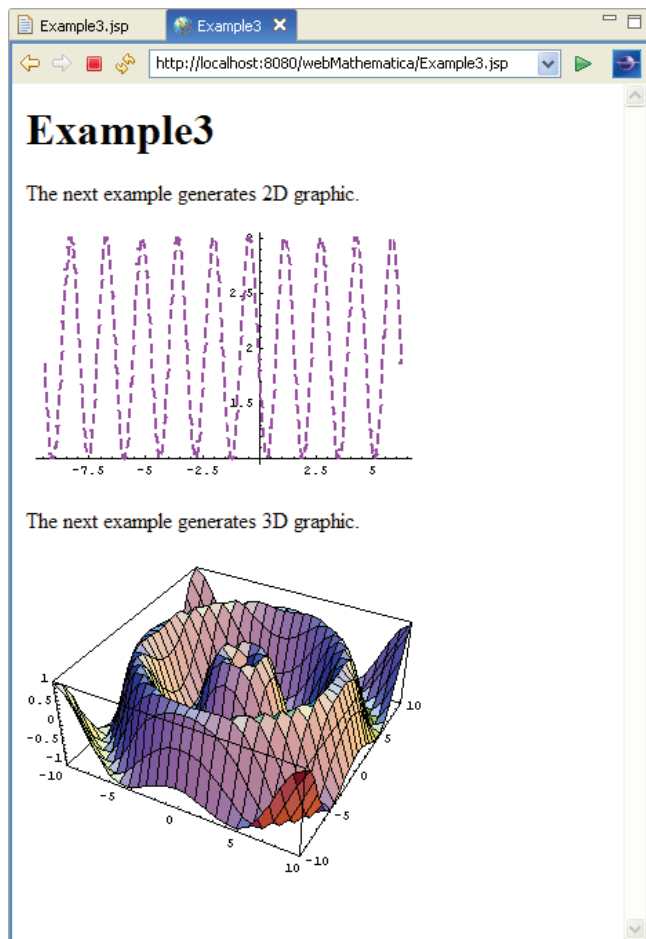 Example3.jsp
Example3
http://localhost:8080/webMathematica/Example3.jsp
Example3
The next example generates 2D graphic.
3
2.5
2
1.5
-7.5 -5 -2.5 2.5 5
The next example generates 3D graphic.
1
0.5
0
-0.5
-1
-10
-5
0
5
10
-10
-5
0
5
10